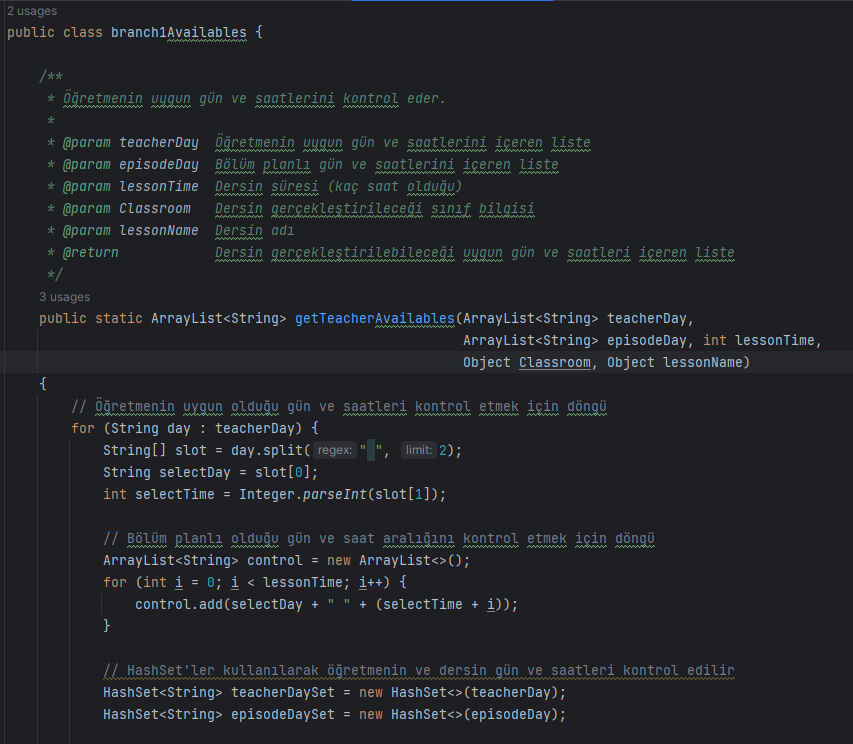 2 usages
public class branch1Availables {
/**
* Öğretmenin uygun gün ve saatlerini kontrol eder.
*
* @param teacherDay  Öğretmenin uygun gün ve saatlerini içeren liste
* @param episodeDay  Bölüm planlı gün ve saatlerini içeren liste
* @param lessonTime  Dersin süresi (kaç saat olduğu)
* @param Classroom   Dersin gerçekleştirileceği sınıf bilgisi
* @param lessonName  Dersin adı
* @return            Dersin gerçekleştirilebileceği uygun gün ve saatleri içeren liste
*/
3 usages
public static ArrayList<String> getTeacherAvailables(ArrayList<String> teacherDay,
ArrayList<String> episodeDay, int lessonTime,
Object Classroom, Object lessonName)
{
// Öğretmenin uygun olduğu gün ve saatleri kontrol etmek için döngü
for (String day : teacherDay) {
String[] slot = day.split( regex: " ", limit: 2);
String selectDay = slot[0];
int selectTime = Integer.parseInt(slot[1]);
// Bölüm planlı olduğu gün ve saat aralığını kontrol etmek için döngü
ArrayList<String> control = new ArrayList<>();
for (int i = 0; i < lessonTime; i++) {
control.add(selectDay + " " + (selectTime + i));
}
// HashSet'ler kullanılarak öğretmenin ve dersin gün ve saatleri kontrol edilir
HashSet<String> teacherDaySet = new HashSet<>(teacherDay);
HashSet<String> episodeDaySet = new HashSet<>(episodeDay);